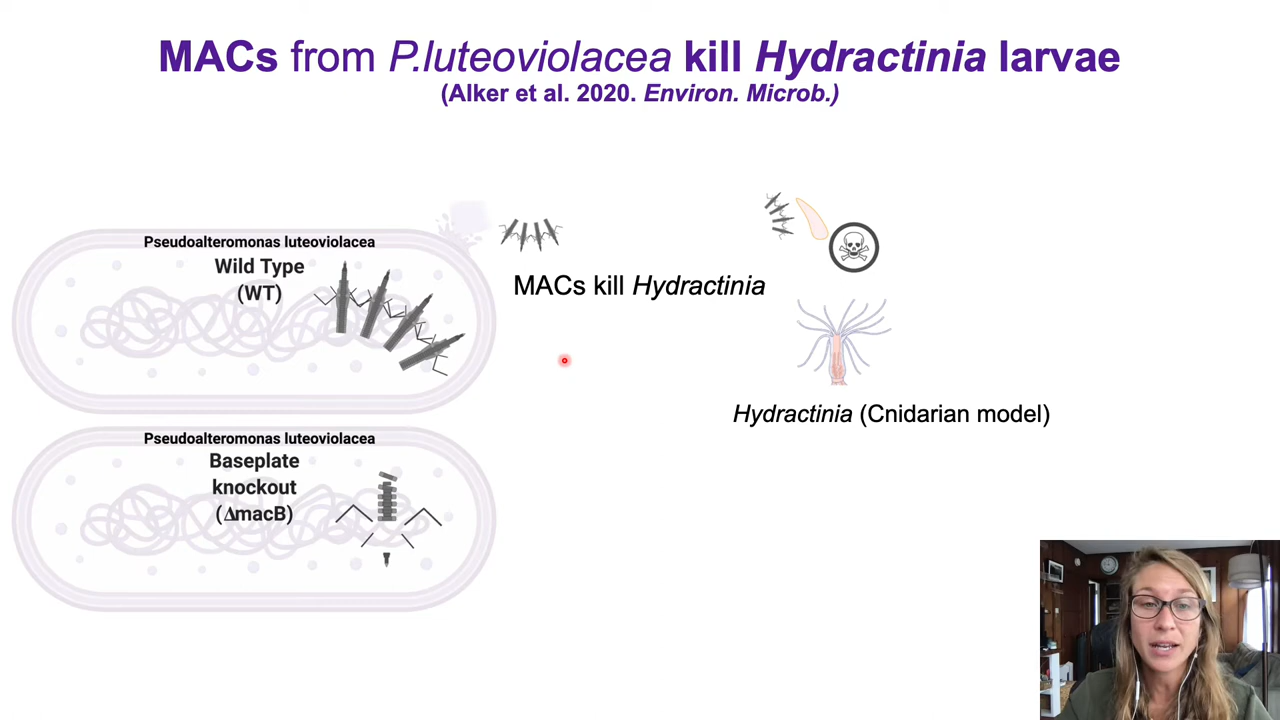 MACs from P.luteoviolacea kill Hydractinia larvae
(Alker et al. 2020. Environ. Microb.)
Pseudoalteromonas luteoviolacea
Wild Type
(WT)
MACs kill Hydractinia
Hydractinia (Cnidarian model)
Pseudoalteromonas luteoviolacea
Baseplate
knockout
(ΔmacB)